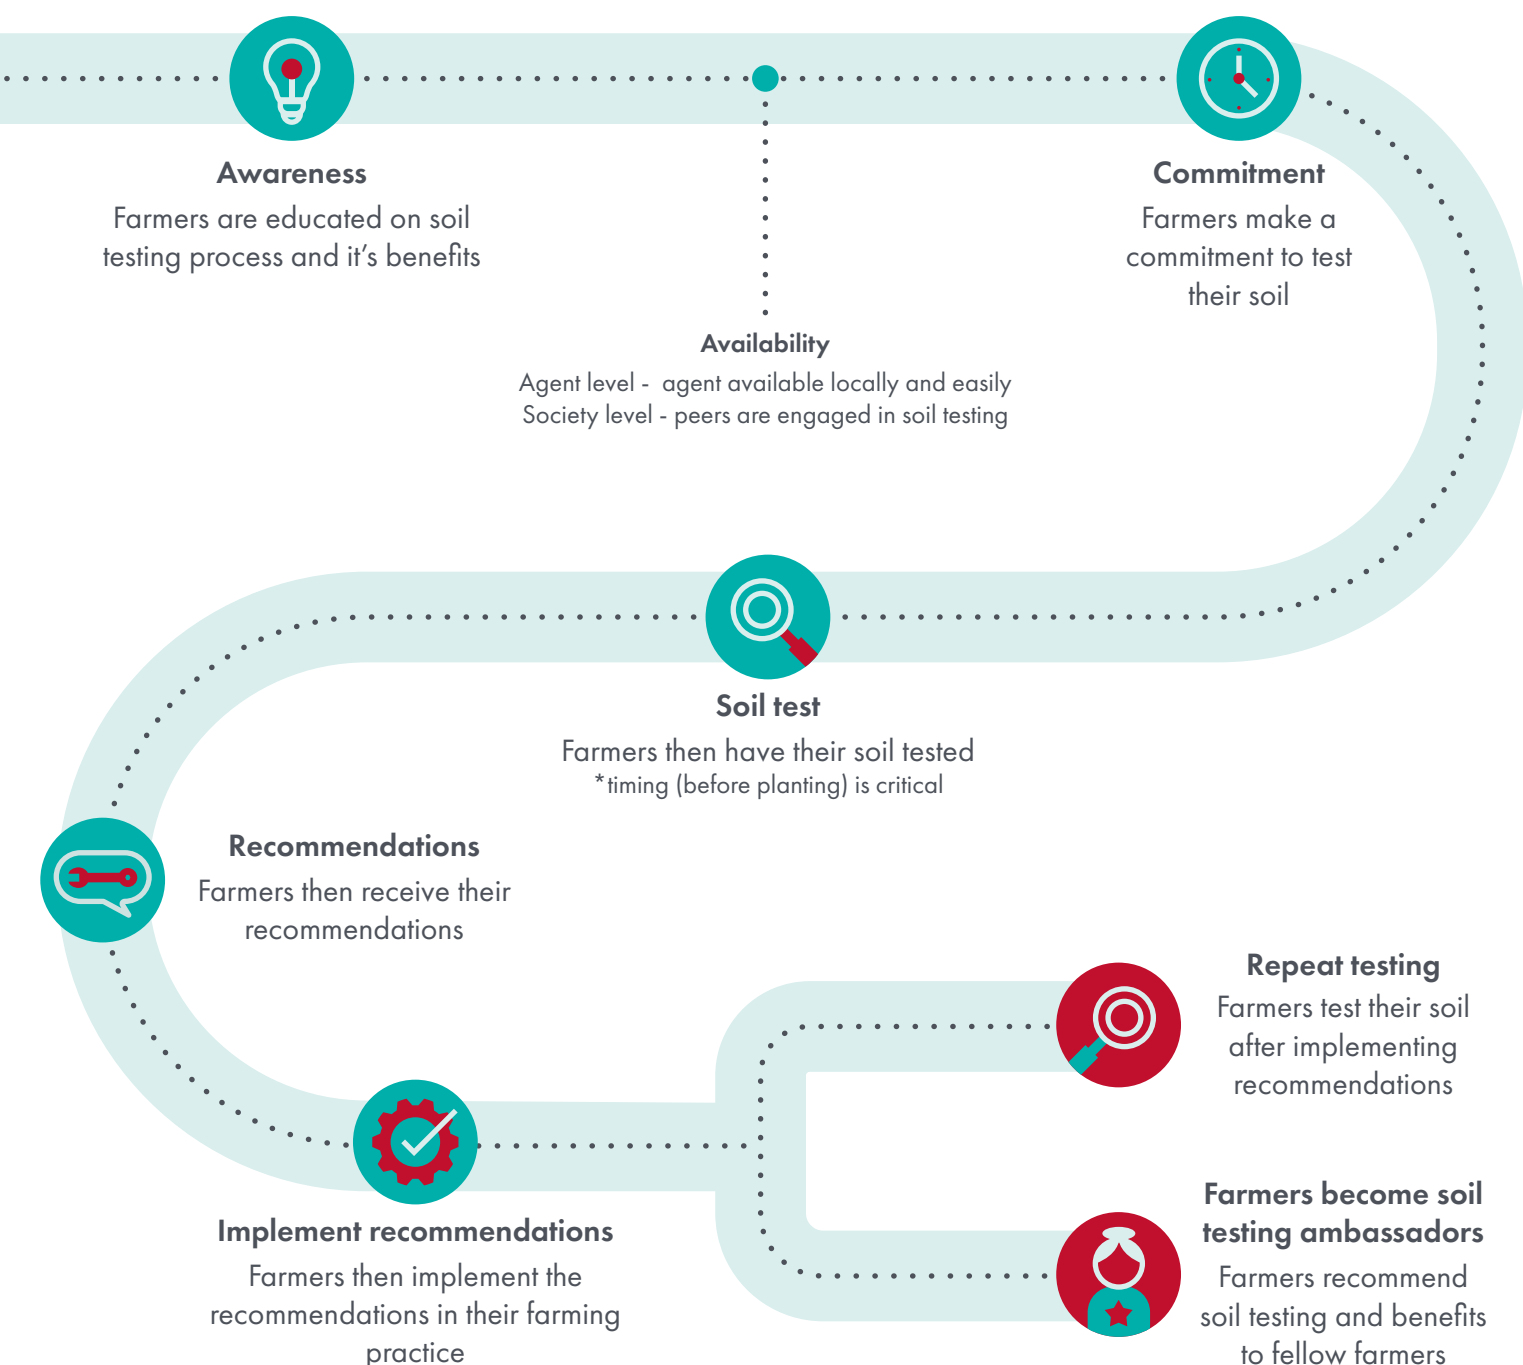 Awareness
Farmers are educated on soil
testing process and it's benefits
Commitment
Farmers make a
commitment to test
their soil
Availability
Agent level -  agent available locally and easily
Society level - peers are engaged in soil testing
Soil test
Farmers then have their soil tested
*timing (before planting) is critical
Recommendations
Farmers then receive their
recommendations
Implement recommendations
Farmers then implement the
recommendations in their farming
practice
Repeat testing
Farmers test their soil
after implementing
recommendations
Farmers become soil
testing ambassadors
Farmers recommend
soil testing and benefits
to fellow farmers